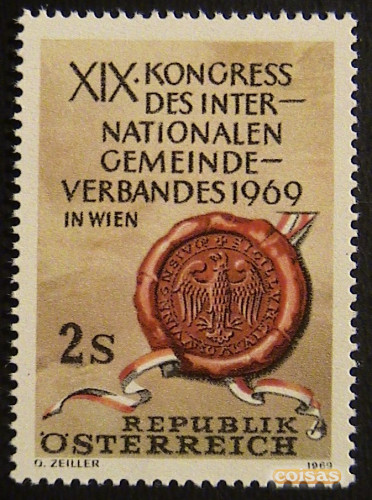 XIX. KONGRESS
DES INTER—
NATIONALEN
GEMEINDE—
VERBANDES 1969
IN WIEN
2s
REPUBLIK
ÖSTERREICH
O. ZEILLER 1969
coisas